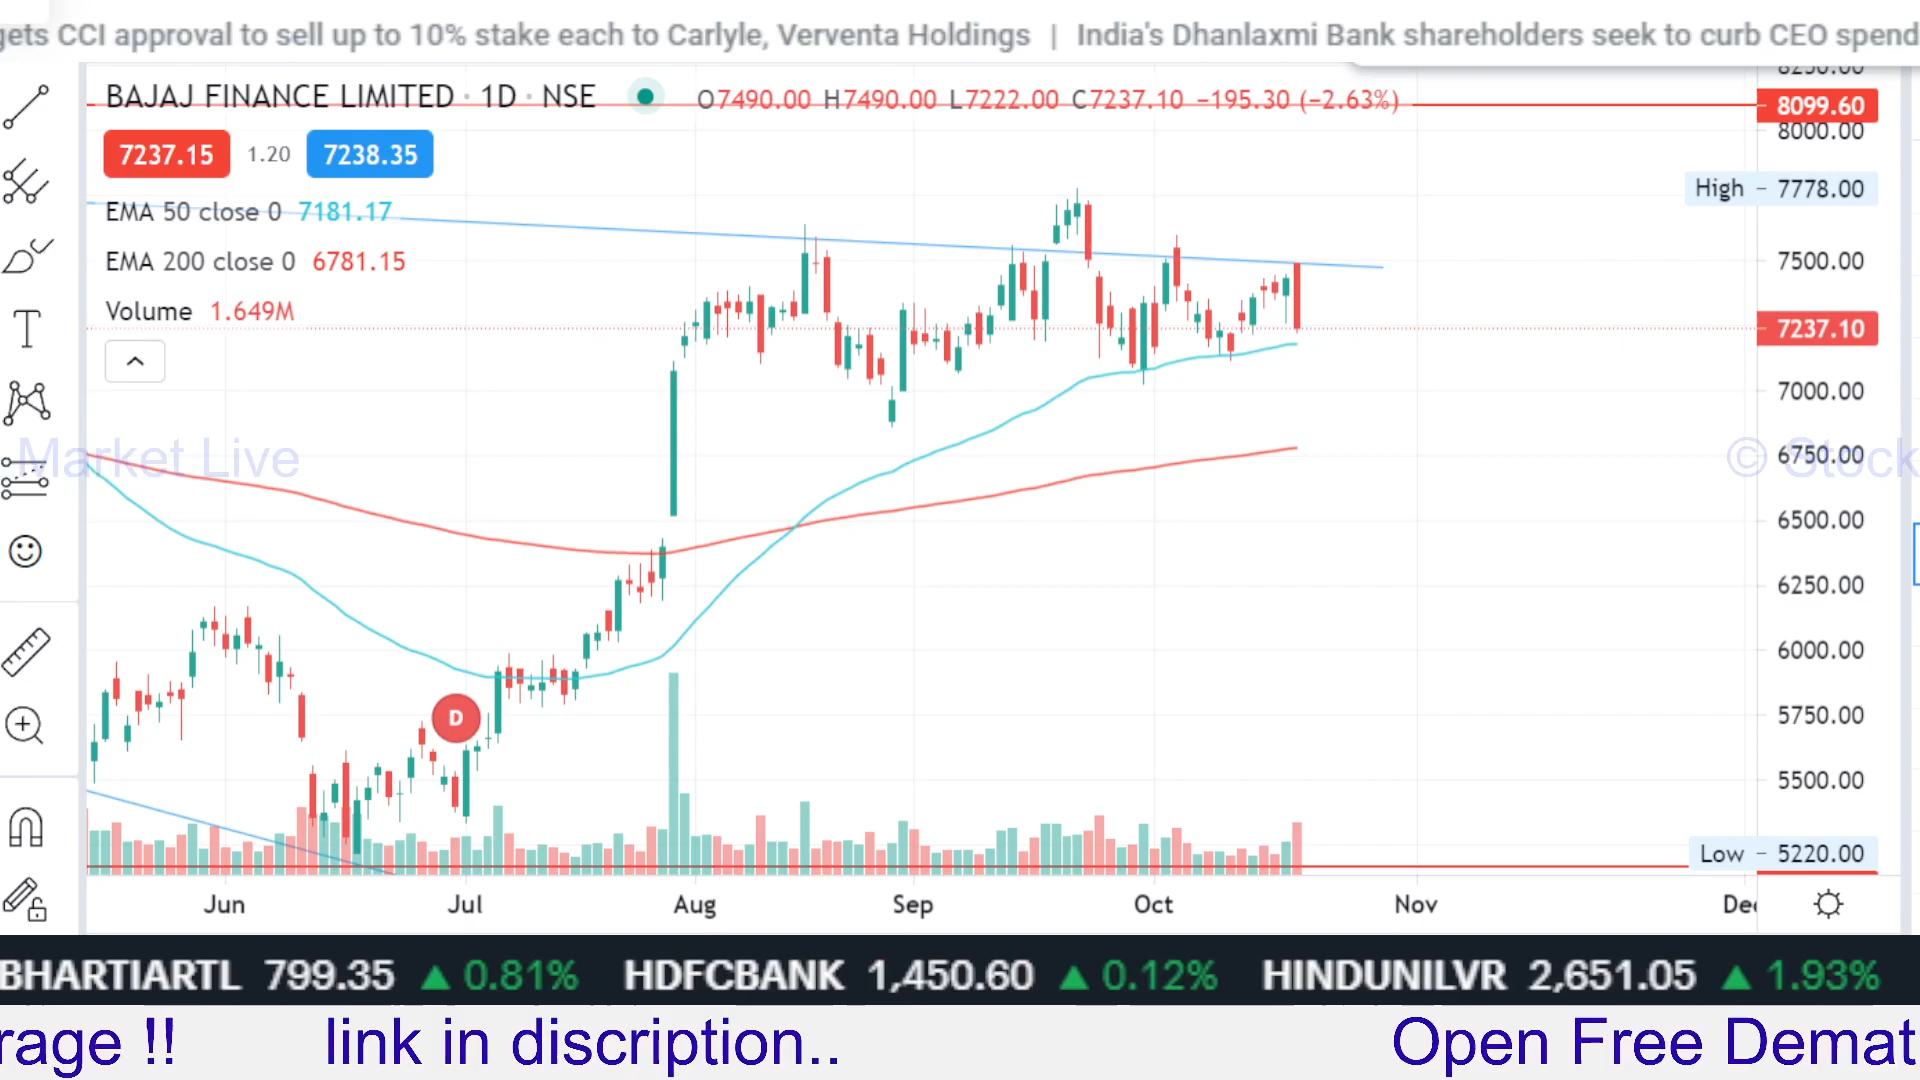 gets CCI approval to sell up to 10% stake each to Carlyle, Verventa Holdings | India's Dhanlaxmi Bank shareholders seek to curb CEO spend
8250.00
BAJAJ FINANCE LIMITED · 1D · NSE O7490.00 H7490.00 L7222.00 C7237.10 −195.30 (−2.63%)
8099.60
8000.00
7237.15 1.20 7238.35
High 7778.00
EMA 50 close 0 7181.17
EMA 200 close 0 6781.15
7500.00
Volume 1.649M
7237.10
7000.00
Market Live
6750.00
© Stock
6500.00
6250.00
6000.00
5750.00
D
5500.00
Low 5220.00
Jun Jul Aug Sep Oct Nov Dec
BHARTIARTL 799.35 ▲ 0.81% HDFCBANK 1,450.60 ▲ 0.12% HINDUNILVR 2,651.05 ▲ 1.93%
rage !! link in discription.. Open Free Demat